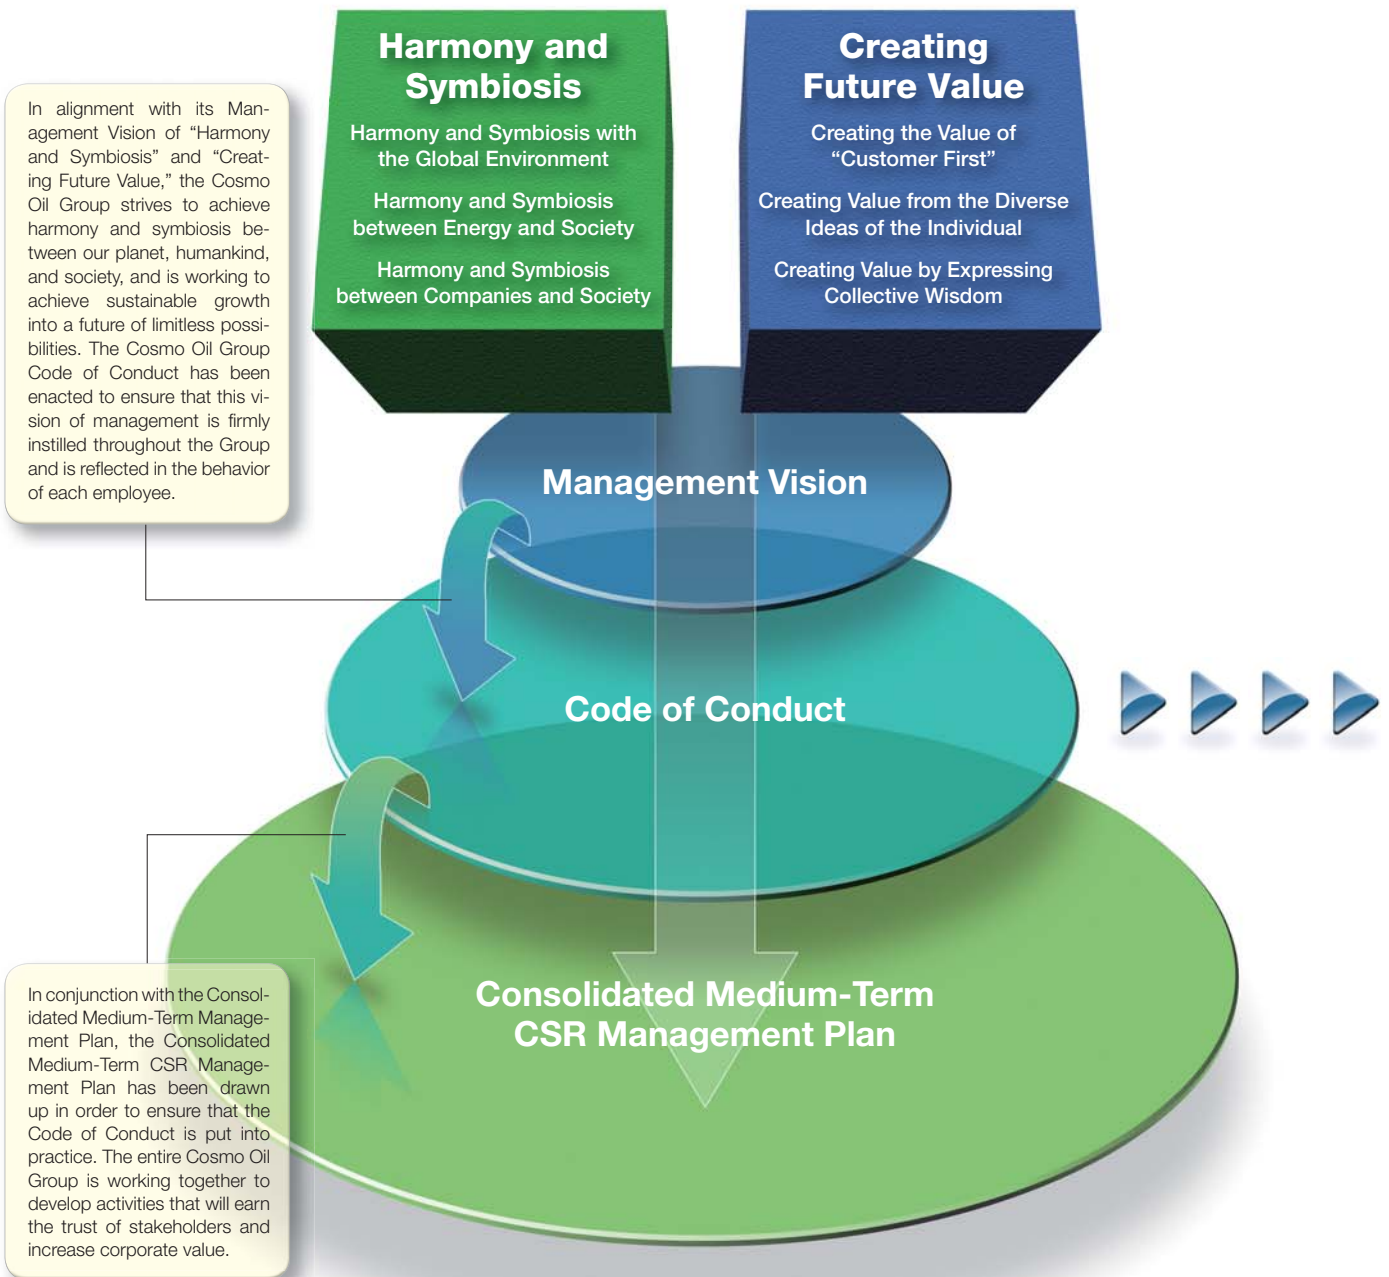 Harmony and
Symbiosis
Harmony and Symbiosis with
the Global Environment
Harmony and Symbiosis
between Energy and Society
Harmony and Symbiosis
between Companies and Society
Creating
Future Value
Creating the Value of
“Customer First”
Creating Value from the Diverse
Ideas of the Individual
Creating Value by Expressing
Collective Wisdom
In alignment with its Man-
agement Vision of “Harmony
and Symbiosis” and “Creat-
ing Future Value,” the Cosmo
Oil Group strives to achieve
harmony and symbiosis be-
tween our planet, humankind,
and society, and is working to
achieve sustainable growth
into a future of limitless possi-
bilities. The Cosmo Oil Group
Code of Conduct has been
enacted to ensure that this vi-
sion of management is firmly
instilled throughout the Group
and is reflected in the behavior
of each employee.
Management Vision
Code of Conduct
Consolidated Medium-Term
CSR Management Plan
In conjunction with the Consol-
idated Medium-Term Manage-
ment Plan, the Consolidated
Medium-Term CSR Manage-
ment Plan has been drawn
up in order to ensure that the
Code of Conduct is put into
practice. The entire Cosmo Oil
Group is working together to
develop activities that will earn
the trust of stakeholders and
increase corporate value.